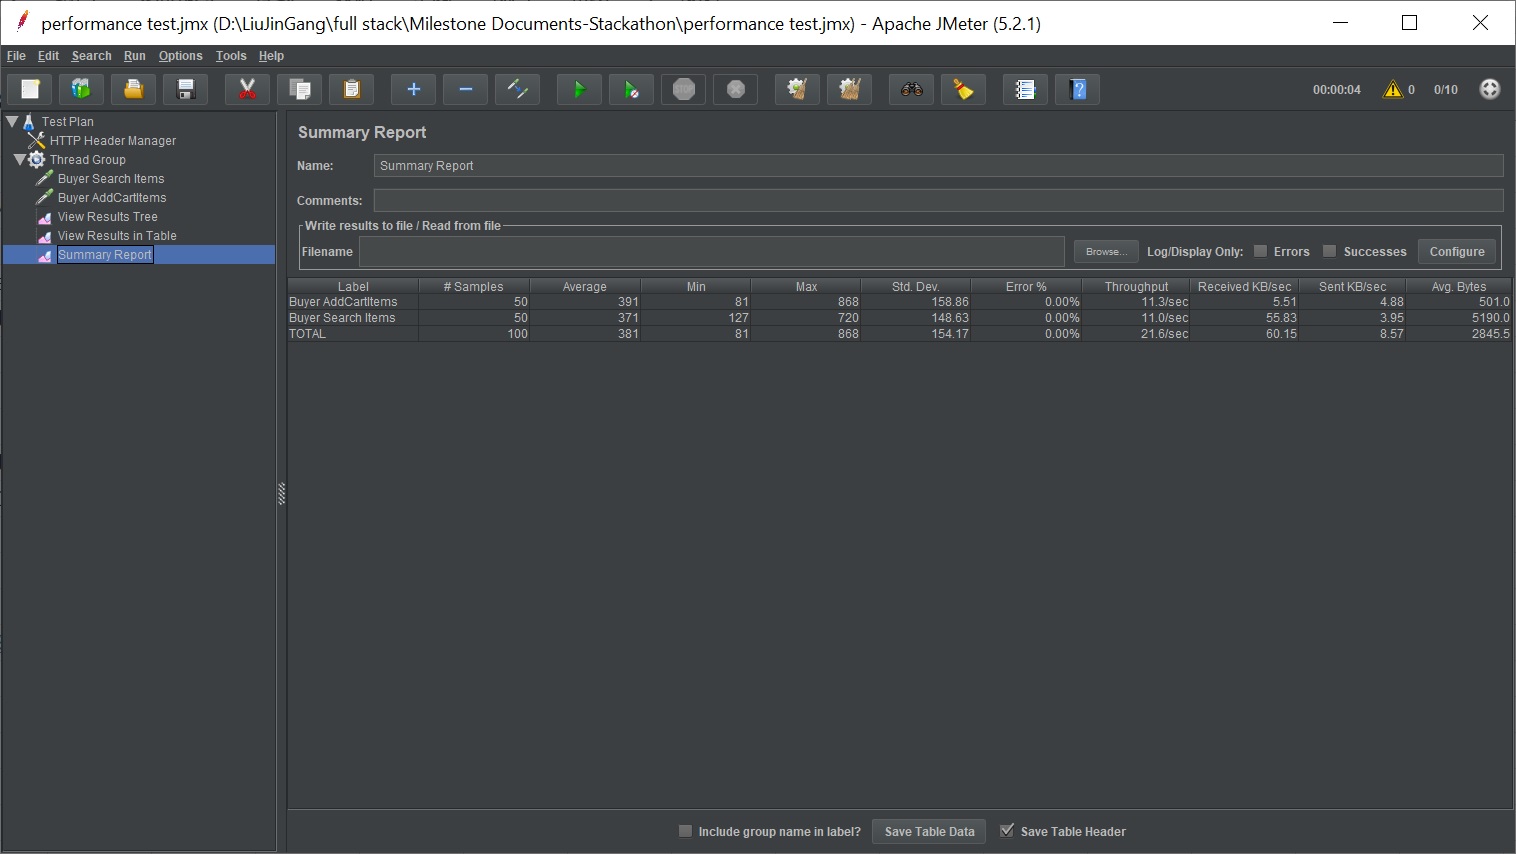 performance test.jmx (D:\LiuJinGang\full stack\Milestone Documents-Stackathon\performance test.jmx) - Apache JMeter (5.2.1)
File Edit Search Run Options Tools Help
STOP 00:00:04 0 0/10
Test Plan
HTTP Header Manager
Thread Group
Buyer Search Items
Buyer AddCartItems
View Results Tree
View Results in Table
Summary Report
Summary Report
Name: Summary Report
Comments:
Write results to file / Read from file
Filename Browse... Log/Display Only: Errors Successes Configure
Label # Samples Average Min Max Std. Dev. Error % Throughput Received KB/sec Sent KB/sec Avg. Bytes
Buyer AddCartItems 50 391 81 868 158.86 0.00% 11.3/sec 5.51 4.88 501.0
Buyer Search Items 50 371 127 720 148.63 0.00% 11.0/sec 55.83 3.95 5190.0
TOTAL 100 381 81 868 154.17 0.00% 21.6/sec 60.15 8.57 2845.5
Include group name in label? Save Table Data Save Table Header